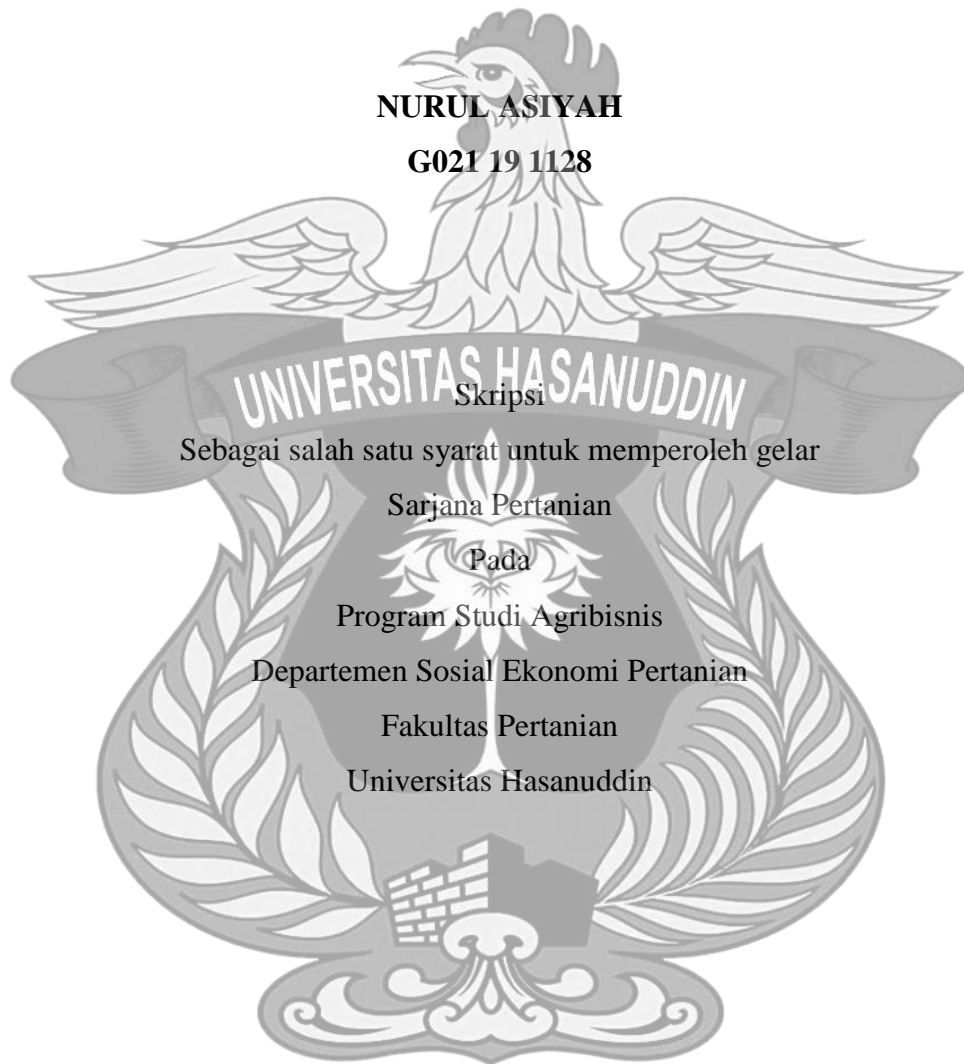 NURUL ASIYAH
G021 19 1128
UNIVERSITAS HASANUDDIN
Skripsi
Sebagai salah satu syarat untuk memperoleh gelar
Sarjana Pertanian
Pada
Program Studi Agribisnis
Departemen Sosial Ekonomi Pertanian
Fakultas Pertanian
Universitas Hasanuddin